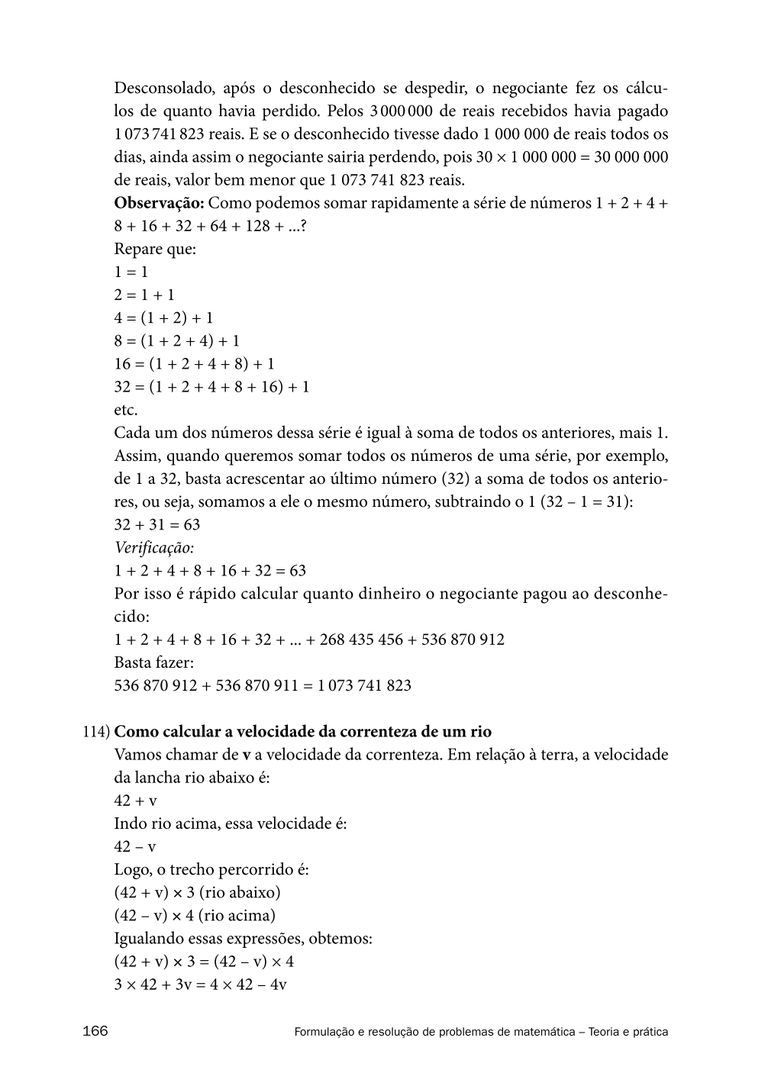 Desconsolado, após o desconhecido se despedir, o negociante fez os cálcu-
los de quanto havia perdido. Pelos 3 000 000 de reais recebidos havia pagado
1 073 741 823 reais. E se o desconhecido tivesse dado 1 000 000 de reais todos os
dias, ainda assim o negociante sairia perdendo, pois 30 × 1 000 000 = 30 000 000
de reais, valor bem menor que 1 073 741 823 reais.
Observação: Como podemos somar rapidamente a série de números 1 + 2 + 4 +
8 + 16 + 32 + 64 + 128 + ...?
Repare que:
1 = 1
2 = 1 + 1
4 = (1 + 2) + 1
8 = (1 + 2 + 4) + 1
16 = (1 + 2 + 4 + 8) + 1
32 = (1 + 2 + 4 + 8 + 16) + 1
etc.
Cada um dos números dessa série é igual à soma de todos os anteriores, mais 1.
Assim, quando queremos somar todos os números de uma série, por exemplo,
de 1 a 32, basta acrescentar ao último número (32) a soma de todos os anterio-
res, ou seja, somamos a ele o mesmo número, subtraindo o 1 (32 – 1 = 31):
32 + 31 = 63
Verificação:
1 + 2 + 4 + 8 + 16 + 32 = 63
Por isso é rápido calcular quanto dinheiro o negociante pagou ao desconhe-
cido:
1 + 2 + 4 + 8 + 16 + 32 + ... + 268 435 456 + 536 870 912
Basta fazer:
536 870 912 + 536 870 911 = 1 073 741 823
114) Como calcular a velocidade da correnteza de um rio
Vamos chamar de v a velocidade da correnteza. Em relação à terra, a velocidade
da lancha rio abaixo é:
42 + v
Indo rio acima, essa velocidade é:
42 – v
Logo, o trecho percorrido é:
(42 + v) × 3 (rio abaixo)
(42 – v) × 4 (rio acima)
Igualando essas expressões, obtemos:
(42 + v) × 3 = (42 – v) × 4
3 × 42 + 3v = 4 × 42 – 4v
166 Formulação e resolução de problemas de matemática – Teoria e prática